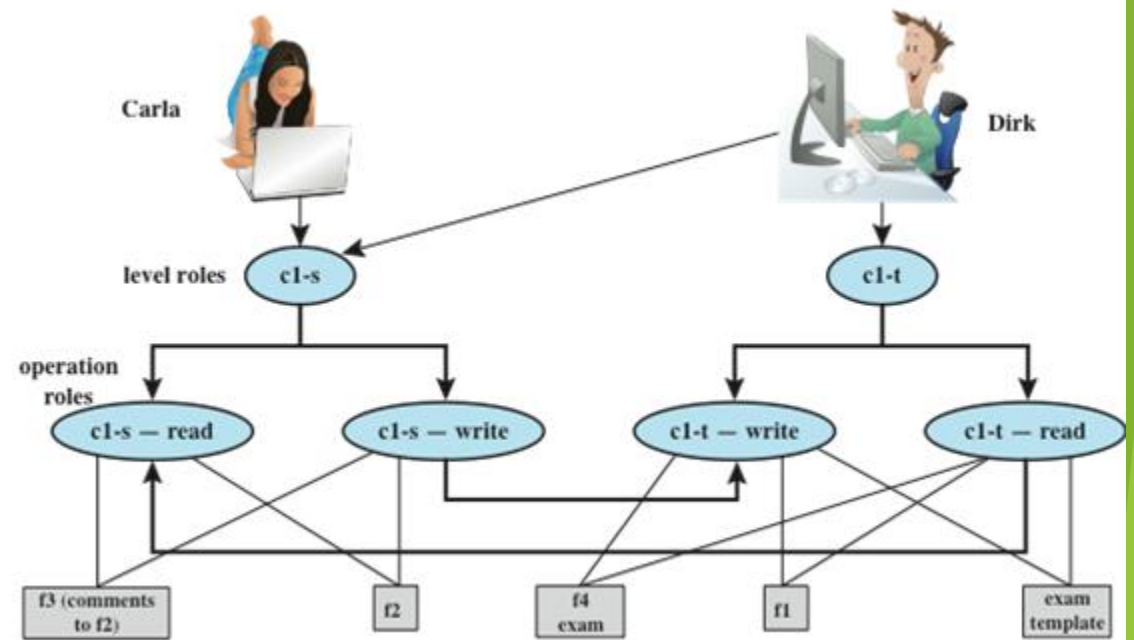 Carla
Dirk
level roles
c1-s
c1-t
operation
roles
c1-s — read
c1-s — write
c1-t — write
c1-t — read
f3 (comments
to f2)
f2
f4
exam
f1
exam
template